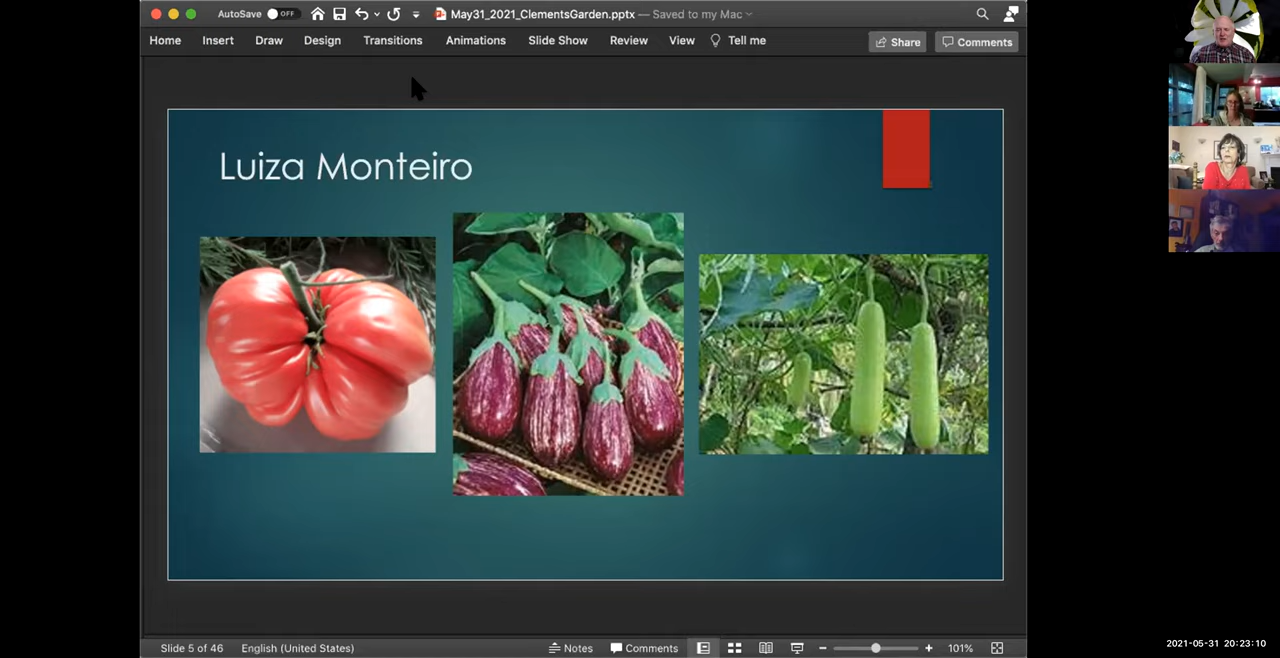 AutoSave OFF May31_2021_ClementsGarden.pptx — Saved to my Mac
Home Insert Draw Design Transitions Animations Slide Show Review View Tell me Share Comments
Luiza Monteiro
Slide 5 of 46 English (United States) Notes Comments 101%
2021-05-31 20:23:10